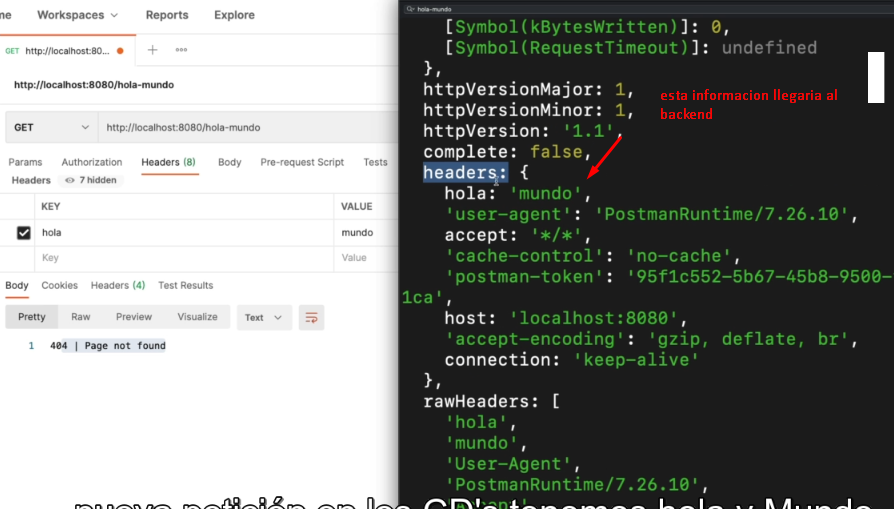 me Workspaces Reports Explore
GET http://localhost:80...
http://localhost:8080/hola-mundo
GET http://localhost:8080/hola-mundo
Params Authorization Headers (8) Body Pre-request Script Tests
Headers 7 hidden
KEY VALUE
hola mundo
Key Value
Body Cookies Headers (4) Test Results
Pretty Raw Preview Visualize Text
1 404 | Page not found
hola-mundo
[Symbol(kBytesWritten)]: 0,
[Symbol(RequestTimeout)]: undefined
},
httpVersionMajor: 1,
httpVersionMinor: 1,
httpVersion: '1.1',
complete: false,
esta informacion llegaria al
backend
headers: {
hola: 'mundo',
'user-agent': 'PostmanRuntime/7.26.10',
accept: '*/*',
'cache-control': 'no-cache',
'postman-token': '95f1c552-5b67-45b8-9500-
1ca',
host: 'localhost:8080',
'accept-encoding': 'gzip, deflate, br',
connection: 'keep-alive'
},
rawHeaders: [
'hola',
'mundo',
'User-Agent',
'PostmanRuntime/7.26.10',
'Accept',
nueva petición en los GD's tenemos hola y Mundo